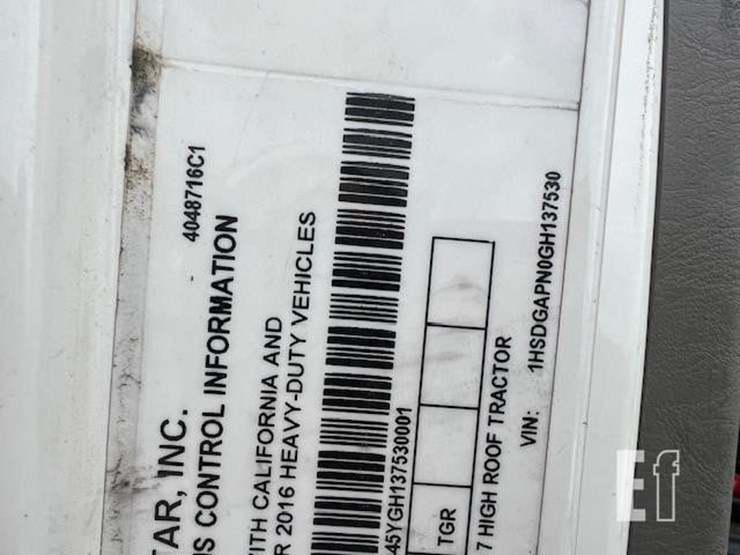 4048716C1
TAR, INC.
S CONTROL INFORMATION
ITH CALIFORNIA AND
R 2016 HEAVY-DUTY VEHICLES
45YGH137530001
TGR
7 HIGH ROOF TRACTOR
VIN: 1HSDGAPN0GH137530
Ef